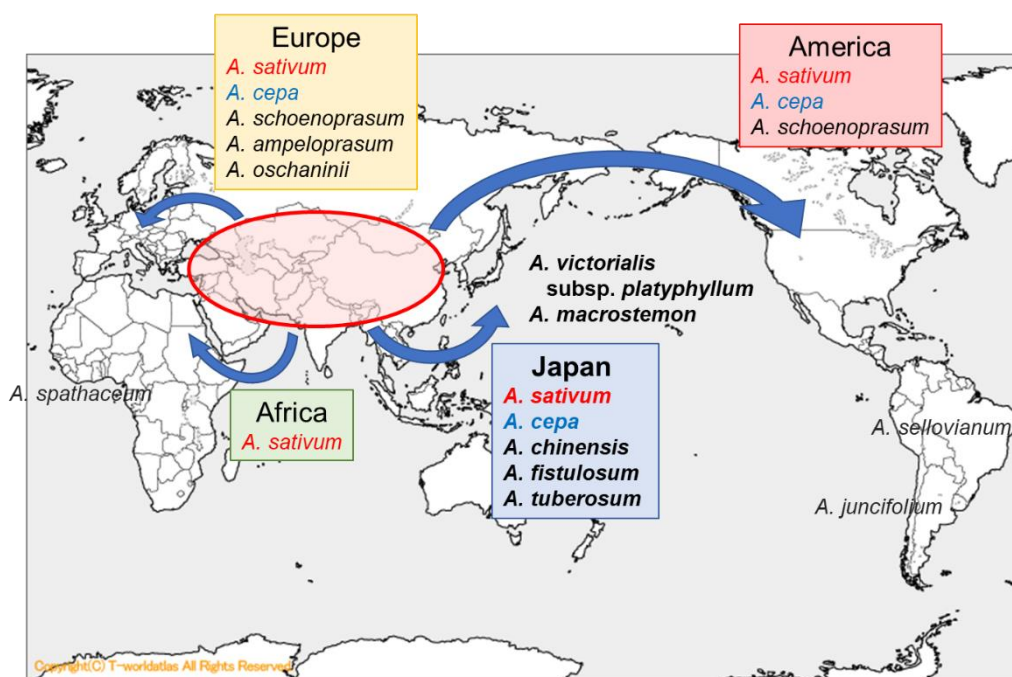 Europe
A. sativum
A. cepa
A. schoenoprasum
A. ampeloprasum
A. oschaninii
America
A. sativum
A. cepa
A. schoenoprasum
A. victorialis
subsp. platyphyllum
A. macrostemon
Japan
A. sativum
A. cepa
A. chinensis
A. fistulosum
A. tuberosum
A. spathaceum
Africa
A. sativum
A. sellovianum
A. juncifolium
Copyright(C) T-worldatlas All Rights Reserved